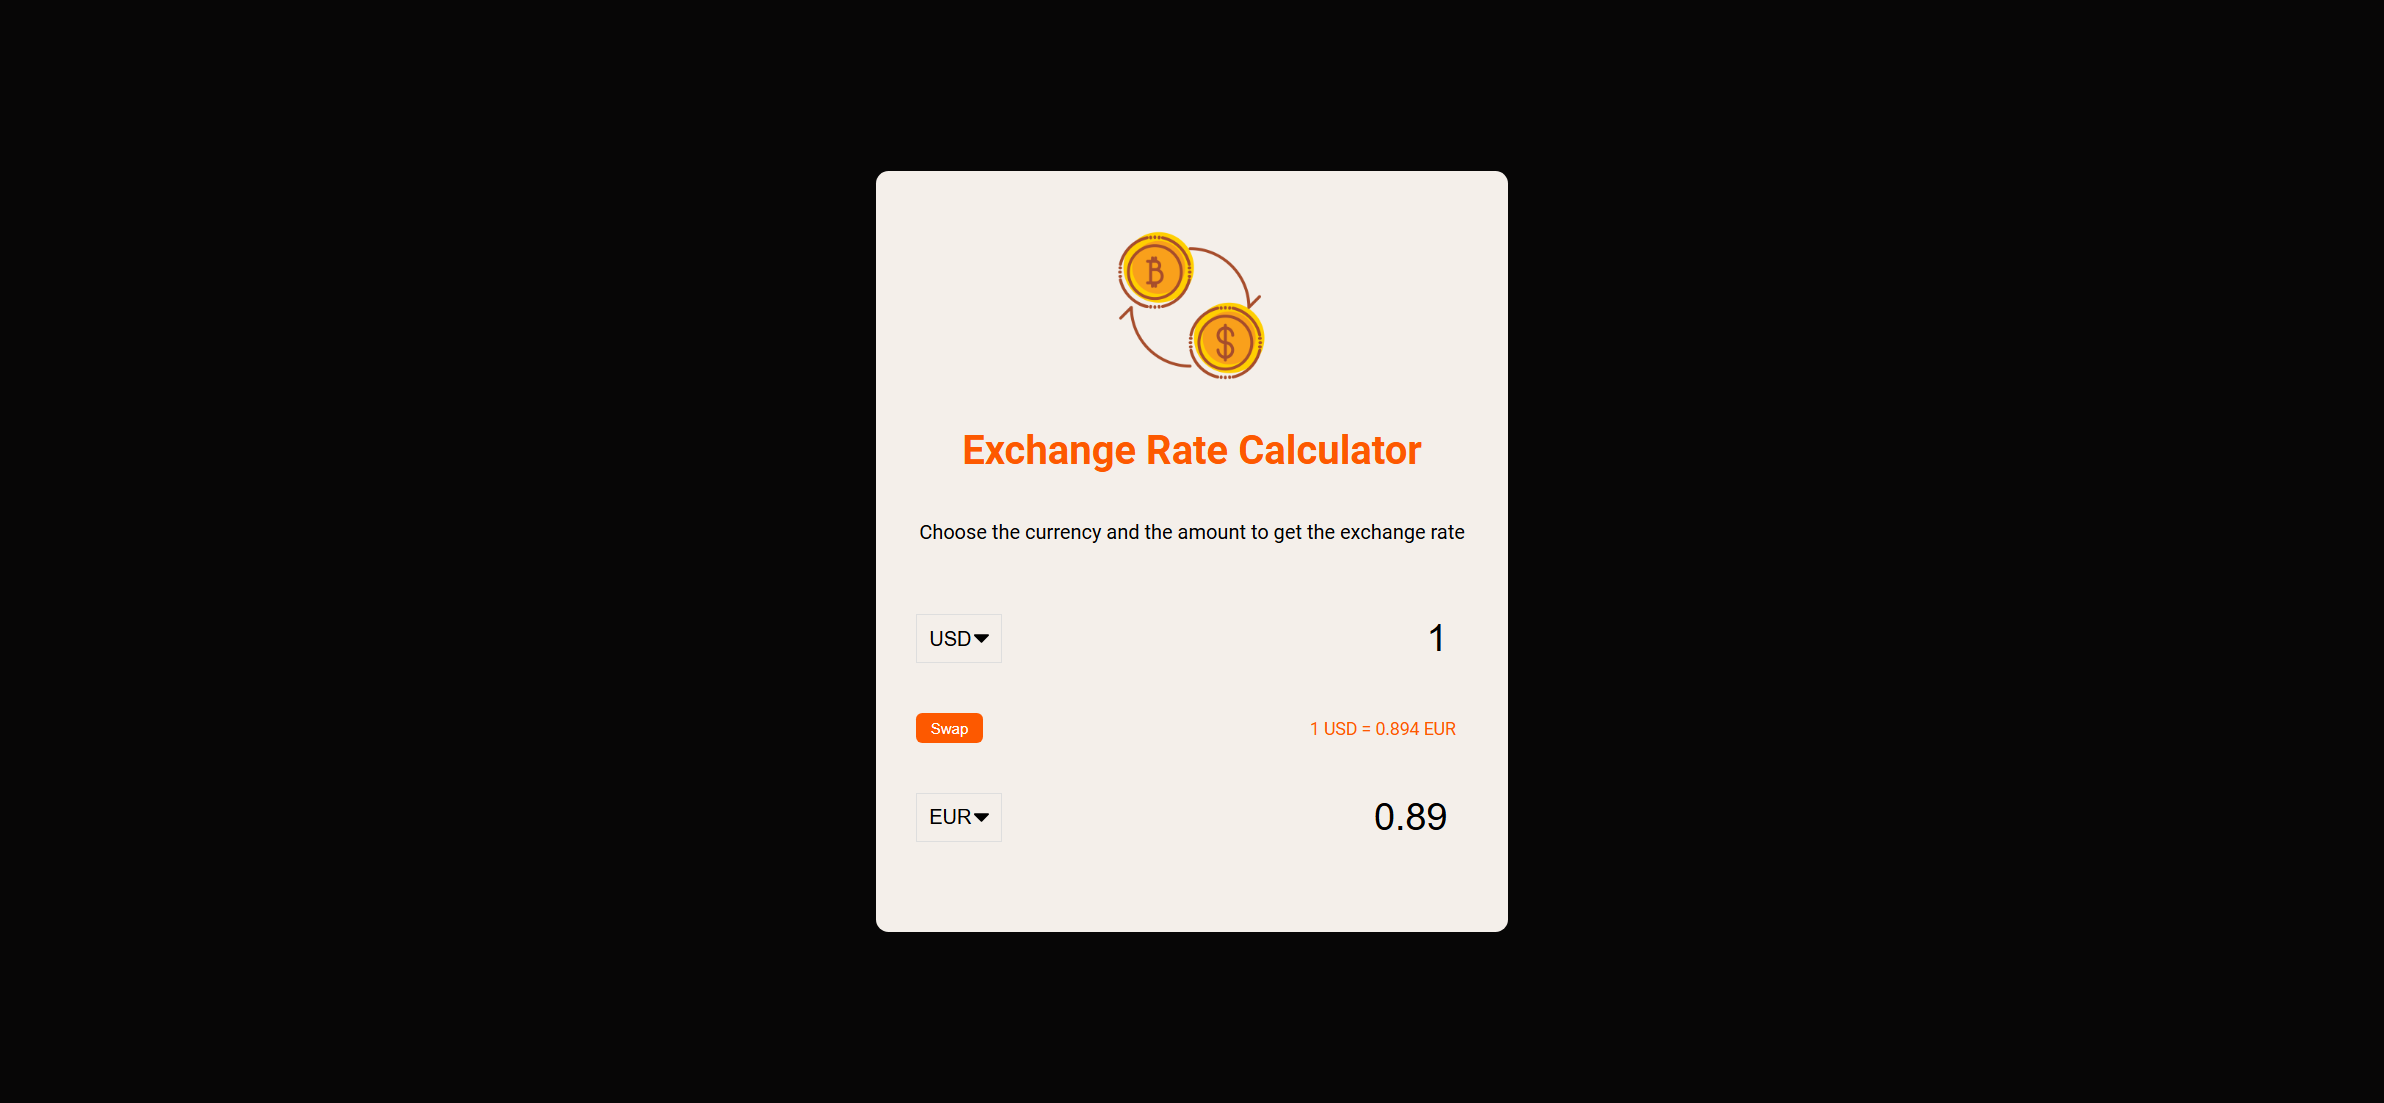 ₿
$
Exchange Rate Calculator
Choose the currency and the amount to get the exchange rate
USD 1
Swap 1 USD = 0.894 EUR
EUR 0.89